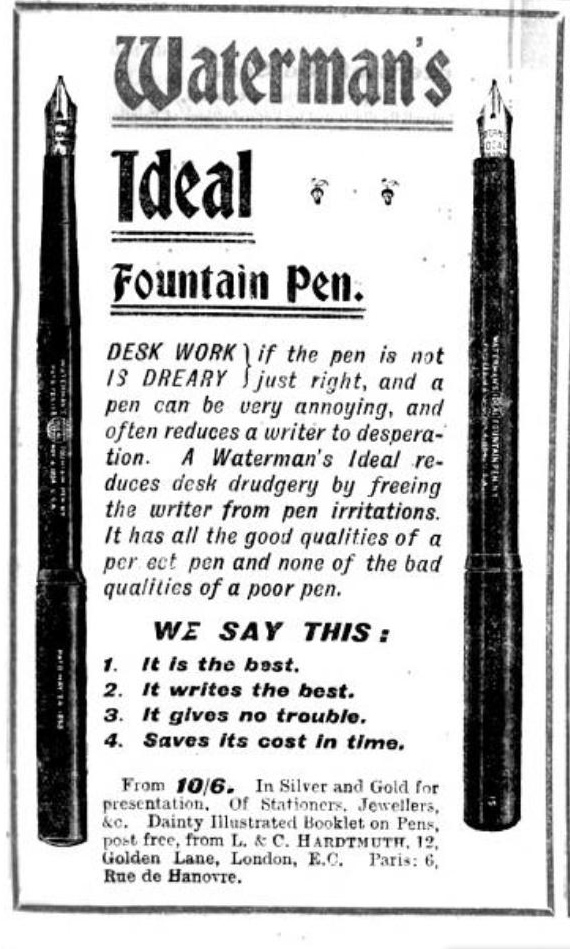 Waterman's
Ideal
Fountain Pen.
DESK WORK } if the pen is not
IS DREARY } just right, and a
pen can be very annoying, and
often reduces a writer to despera-
tion. A Waterman's Ideal re-
duces desk drudgery by freeing
the writer from pen irritations.
It has all the good qualities of a
per ect pen and none of the bad
qualities of a poor pen.
WE SAY THIS:
1. It is the best.
2. It writes the best.
3. It gives no trouble.
4. Saves its cost in time.
From 10/6. In Silver and Gold for
presentation. Of Stationers, Jewellers,
&c. Dainty Illustrated Booklet on Pens,
post free, from L. & C. HARDTMUTH, 12,
Golden Lane, London, E.C. Paris: 6,
Rue de Hanovre.
WATERMAN'S IDEAL FOUNTAIN PEN N.Y.
IDEAL